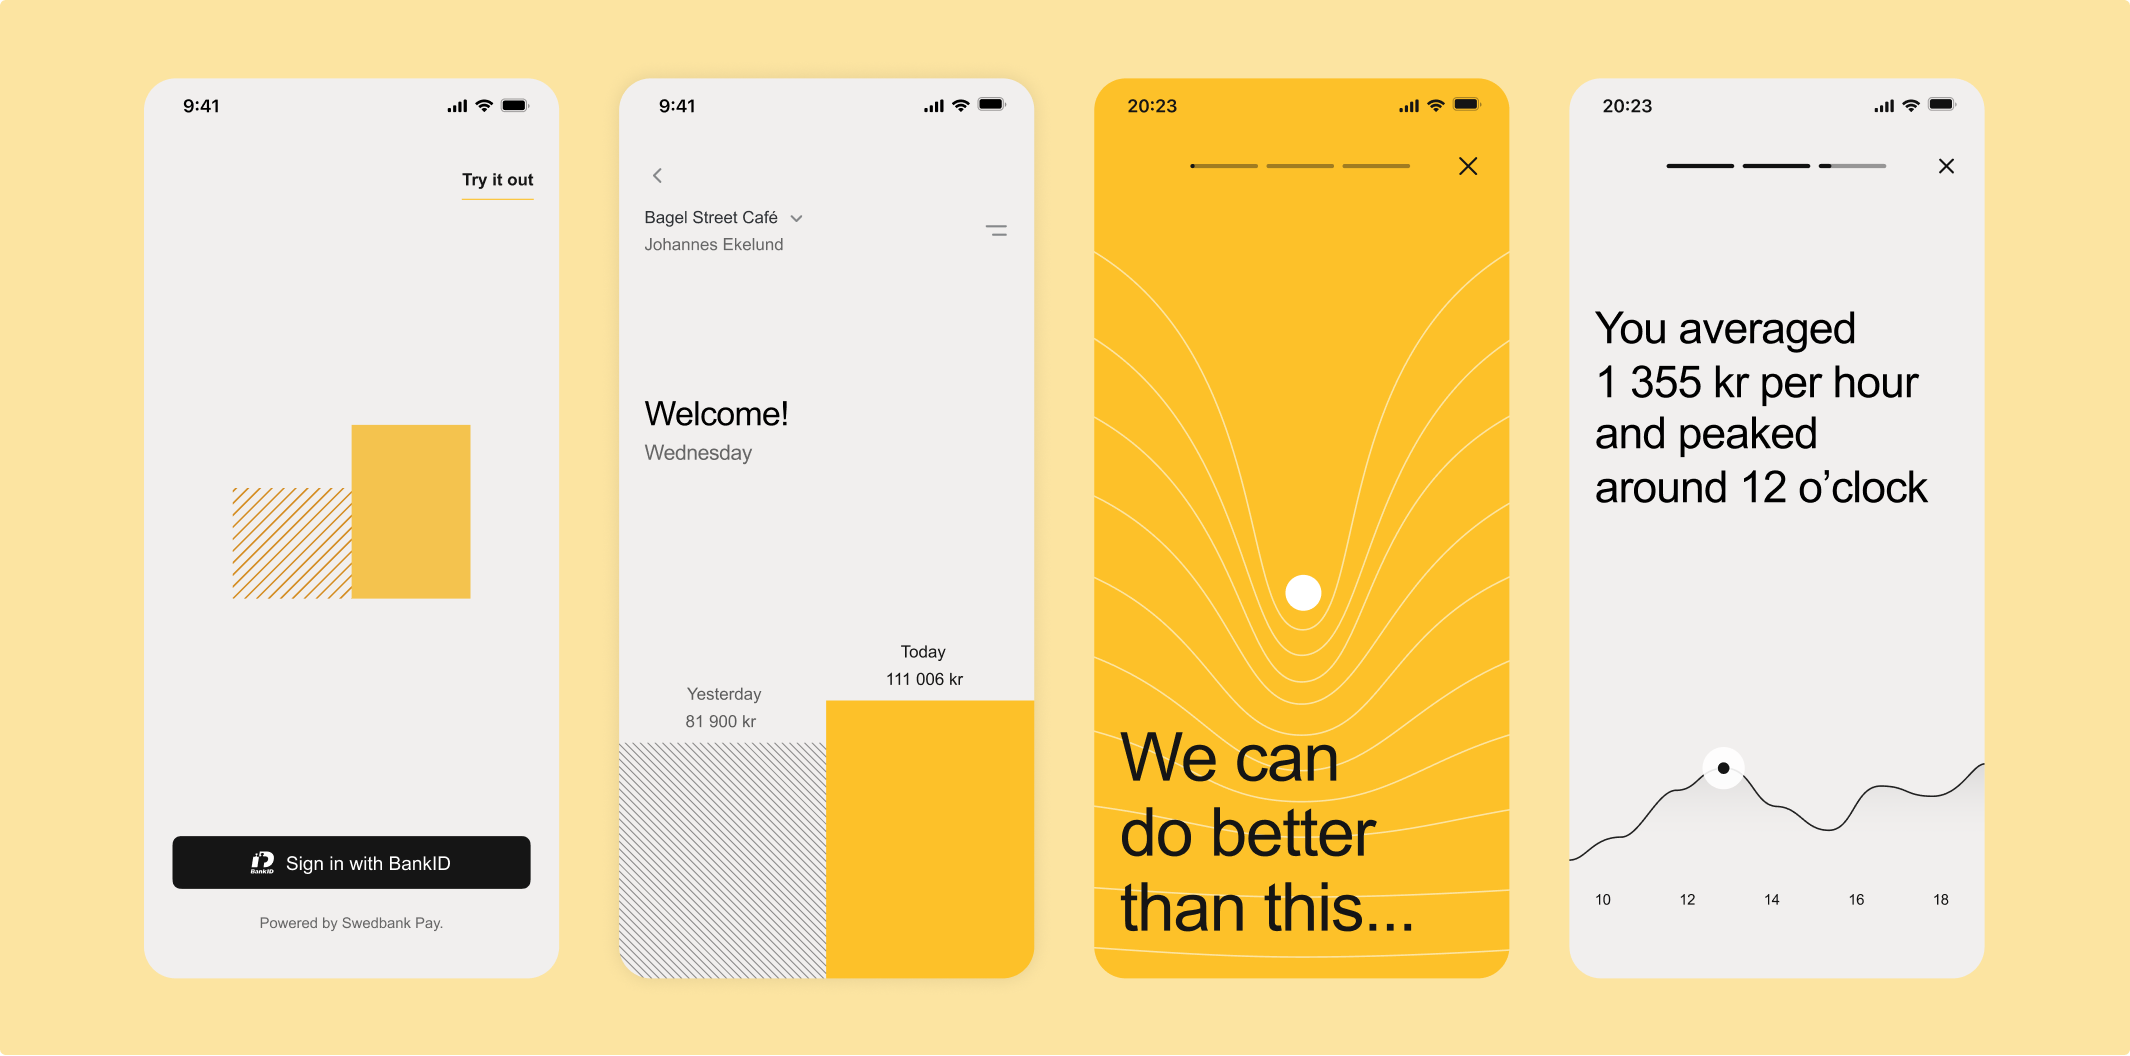 9:41
Try it out
BankID
Sign in with BankID
Powered by Swedbank Pay.
9:41
Bagel Street Café
Johannes Ekelund
Welcome!
Wednesday
Today
111 006 kr
Yesterday
81 900 kr
20:23
We can
do better
than this...
20:23
You averaged
1 355 kr per hour
and peaked
around 12 o’clock
10 12 14 16 18